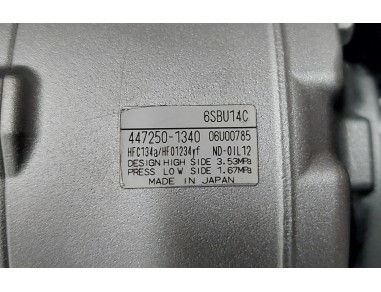 6SBU14C
447250-1340 06U00785
HFC134a/HFO1234yf ND-OIL12
DESIGN HIGH SIDE 3.53MPa
PRESS LOW SIDE 1.67MPa
MADE IN JAPAN